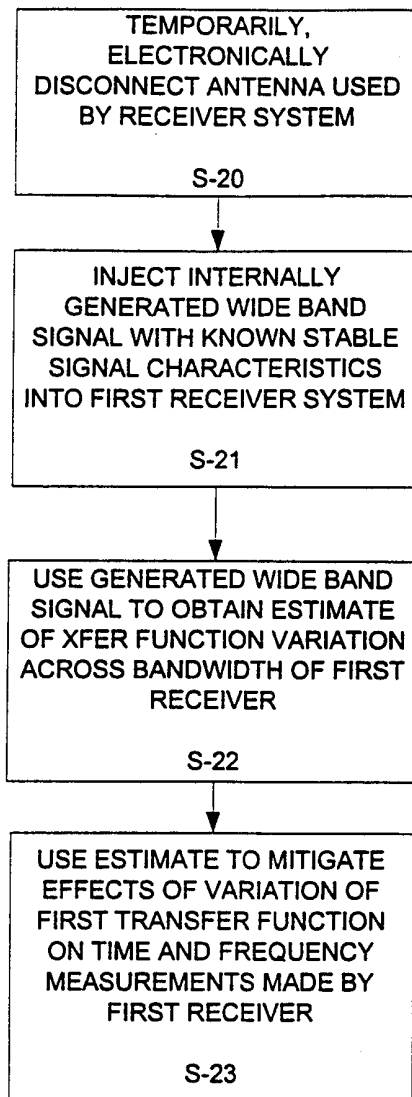 TEMPORARILY,
ELECTRONICALLY
DISCONNECT ANTENNA USED
BY RECEIVER SYSTEM
S-20
INJECT INTERNALLY
GENERATED WIDE BAND
SIGNAL WITH KNOWN STABLE
SIGNAL CHARACTERISTICS
INTO FIRST RECEIVER SYSTEM
S-21
USE GENERATED WIDE BAND
SIGNAL TO OBTAIN ESTIMATE
OF XFER FUNCTION VARIATION
ACROSS BANDWIDTH OF FIRST
RECEIVER
S-22
USE ESTIMATE TO MITIGATE
EFFECTS OF VARIATION OF
FIRST TRANSFER FUNCTION
ON TIME AND FREQUENCY
MEASUREMENTS MADE BY
FIRST RECEIVER
S-23